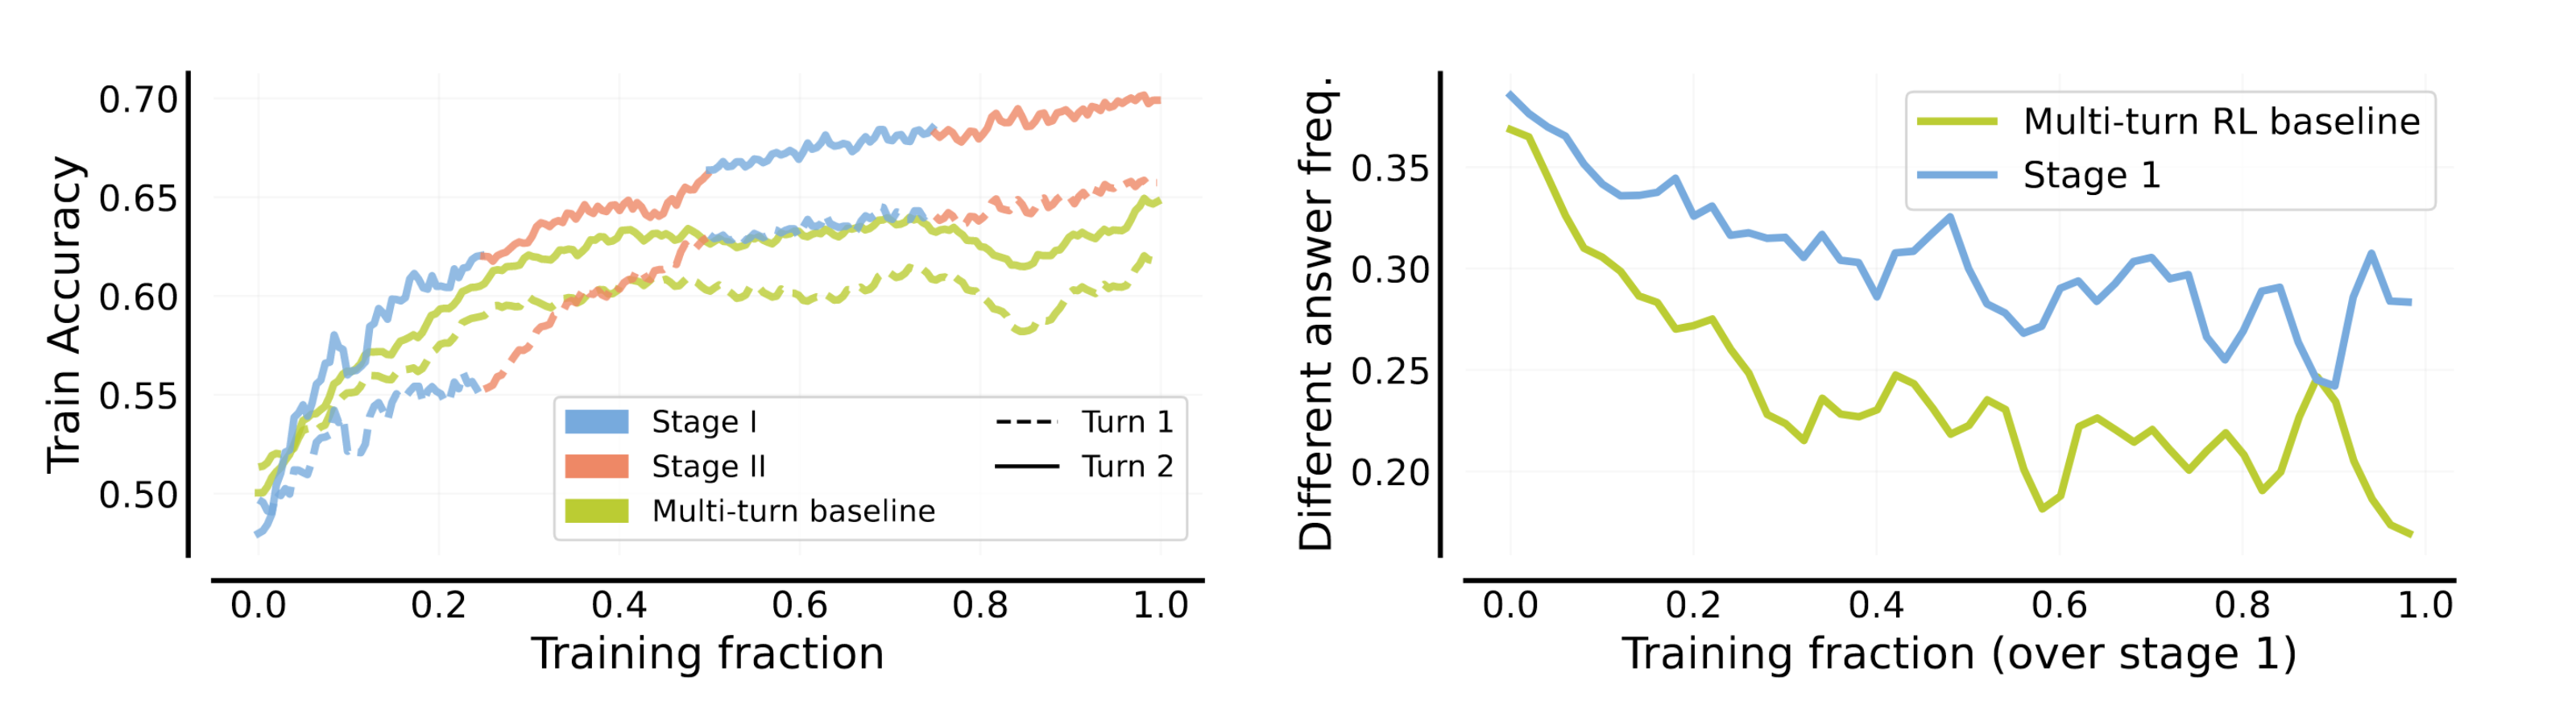 Train Accuracy
0.70
0.65
0.60
0.55
0.50
Stage I
Stage II
Multi-turn baseline
Turn 1
Turn 2
0.0 0.2 0.4 0.6 0.8 1.0
Training fraction
Different answer freq.
0.35
0.30
0.25
0.20
Multi-turn RL baseline
Stage 1
0.0 0.2 0.4 0.6 0.8 1.0
Training fraction (over stage 1)